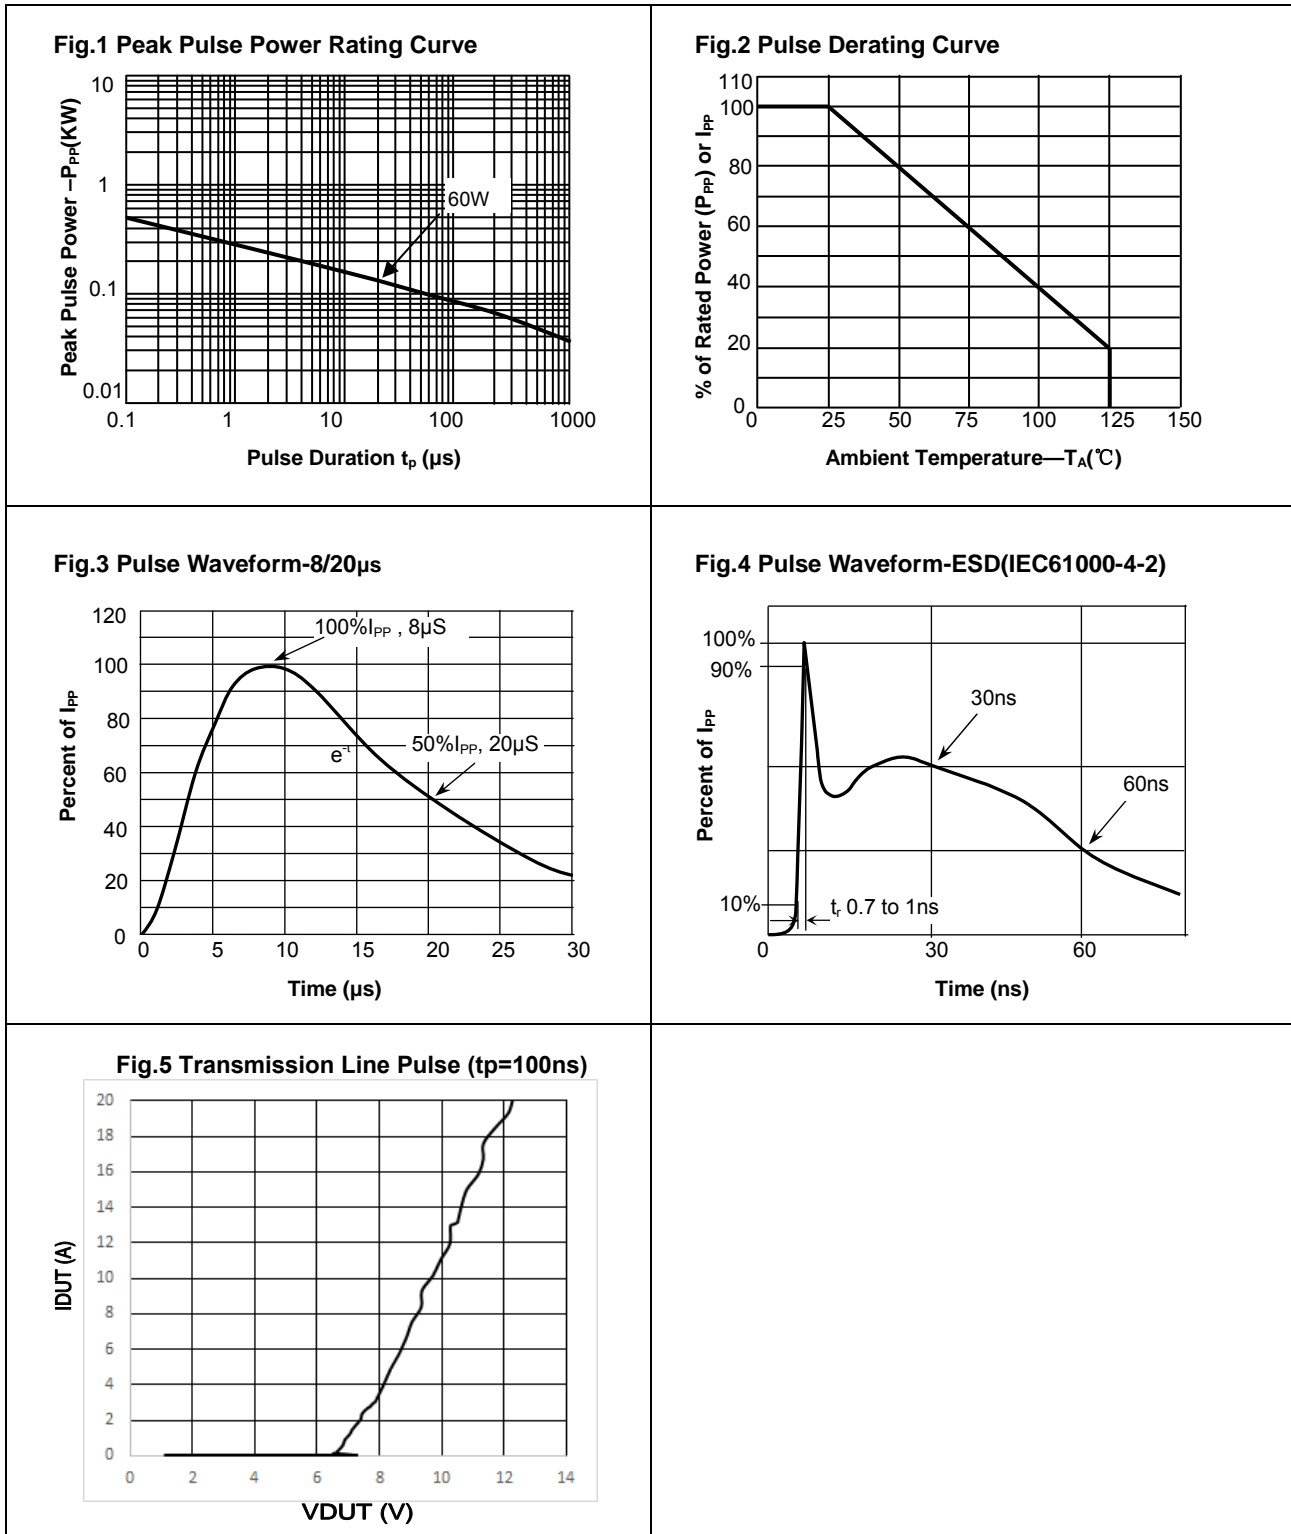 Fig.1 Peak Pulse Power Rating Curve
Peak Pulse Power –PPP(KW)
10
1
0.1
0.01
60W
0.1 1 10 100 1000
Pulse Duration tp (µs)
Fig.2 Pulse Derating Curve
% of Rated Power (PPP) or IPP
110
100
80
60
40
20
0
0 25 50 75 100 125 150
Ambient Temperature—TA(℃)
Fig.3 Pulse Waveform-8/20µs
Percent of IPP
120
100
80
60
40
20
0
100%IPP , 8µS
e-t
50%IPP, 20µS
0 5 10 15 20 25 30
Time (µs)
Fig.4 Pulse Waveform-ESD(IEC61000-4-2)
Percent of IPP
100%
90%
10%
30ns
60ns
tr 0.7 to 1ns
0 30 60
Time (ns)
Fig.5 Transmission Line Pulse (tp=100ns)
IDUT (A)
20
18
16
14
12
10
8
6
4
2
0
0 2 4 6 8 10 12 14
VDUT (V)